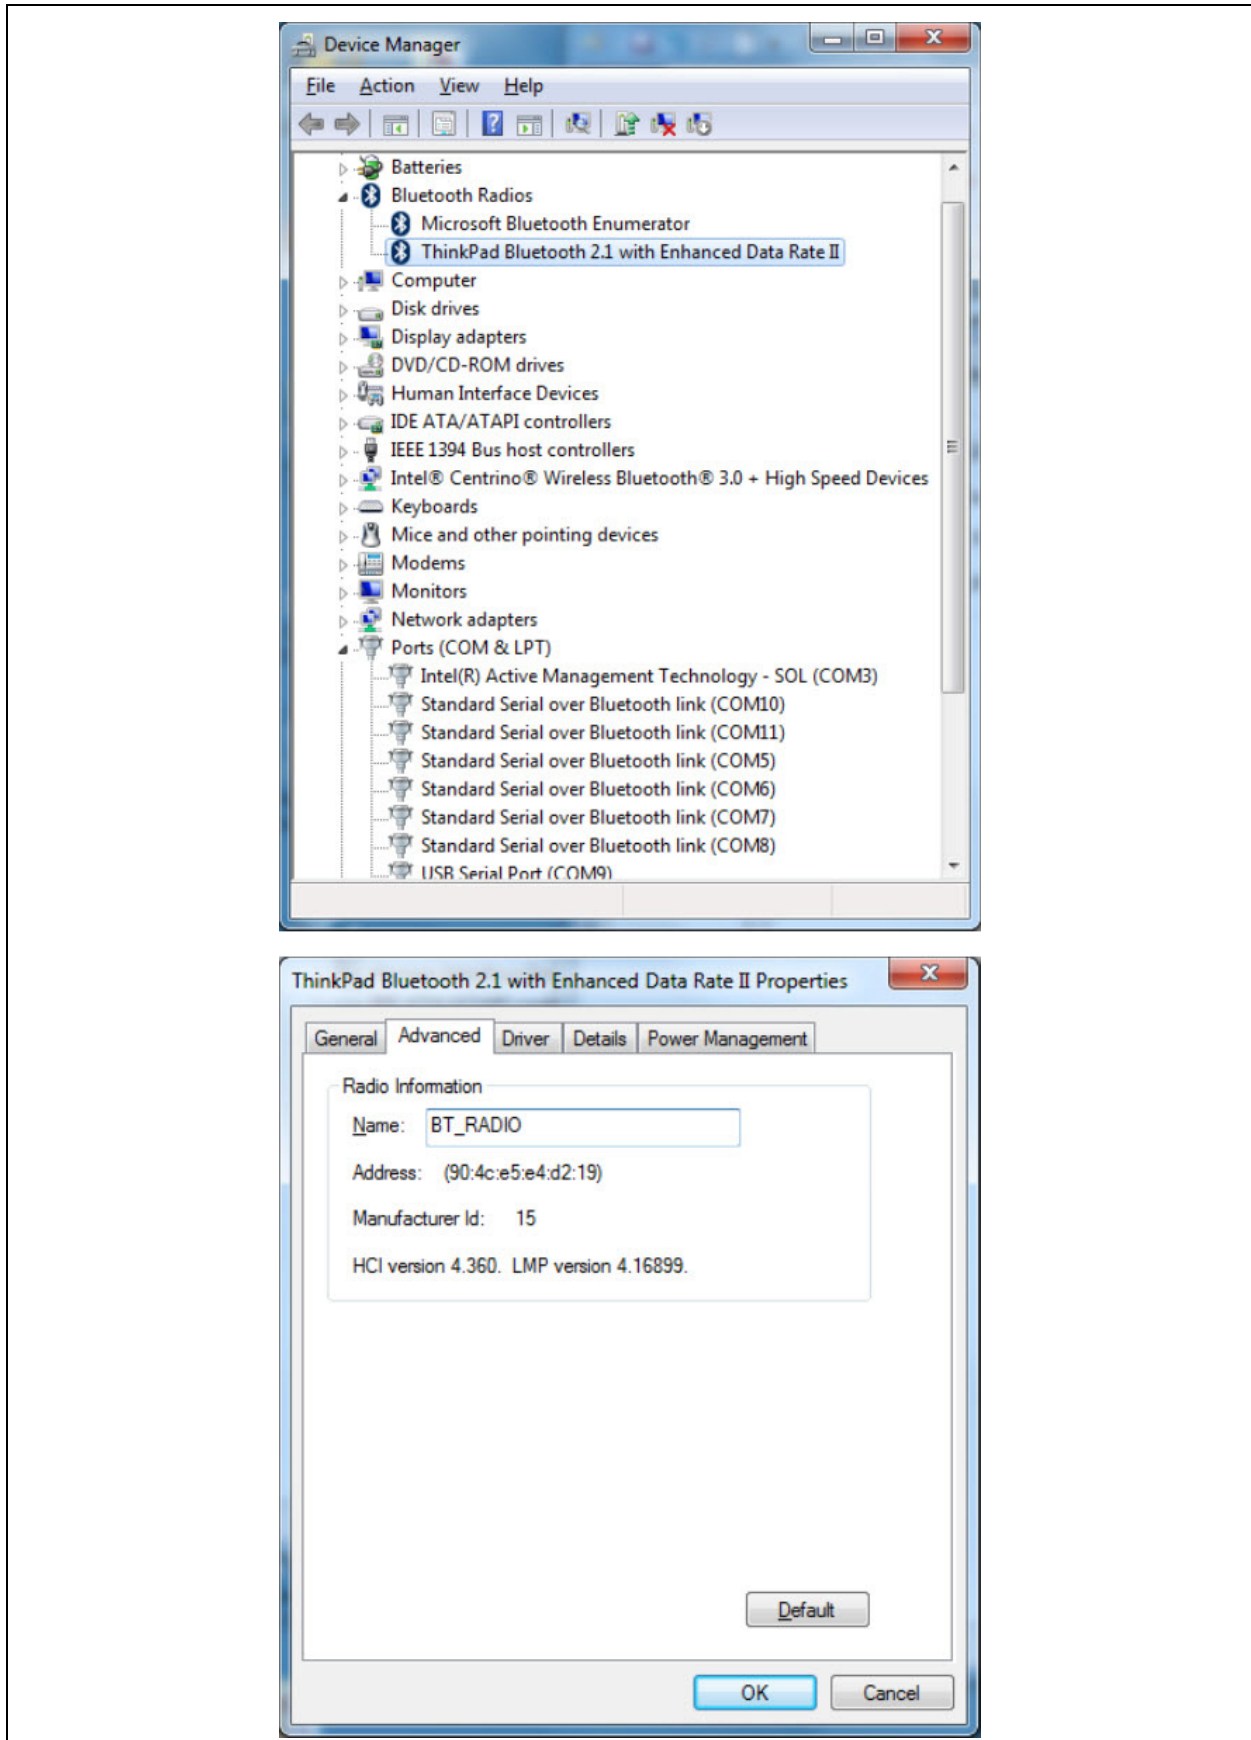 Device Manager
File Action View Help
Batteries
Bluetooth Radios
Microsoft Bluetooth Enumerator
ThinkPad Bluetooth 2.1 with Enhanced Data Rate II
Computer
Disk drives
Display adapters
DVD/CD-ROM drives
Human Interface Devices
IDE ATA/ATAPI controllers
IEEE 1394 Bus host controllers
Intel® Centrino® Wireless Bluetooth® 3.0 + High Speed Devices
Keyboards
Mice and other pointing devices
Modems
Monitors
Network adapters
Ports (COM & LPT)
Intel(R) Active Management Technology - SOL (COM3)
Standard Serial over Bluetooth link (COM10)
Standard Serial over Bluetooth link (COM11)
Standard Serial over Bluetooth link (COM5)
Standard Serial over Bluetooth link (COM6)
Standard Serial over Bluetooth link (COM7)
Standard Serial over Bluetooth link (COM8)
USB Serial Port (COM9)
ThinkPad Bluetooth 2.1 with Enhanced Data Rate II Properties
General Advanced Driver Details Power Management
Radio Information
Name: BT_RADIO
Address: (90:4c:e5:e4:d2:19)
Manufacturer Id: 15
HCI version 4.360. LMP version 4.16899.
Default
OK Cancel